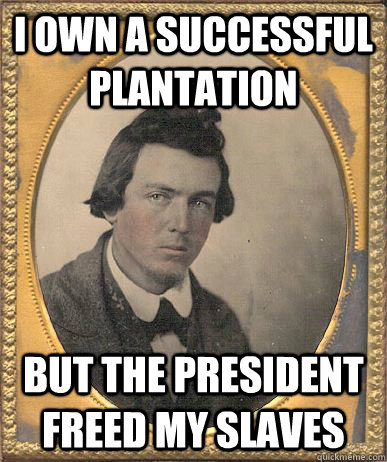 I OWN A SUCCESSFUL
PLANTATION
BUT THE PRESIDENT
FREED MY SLAVES
quickmeme.com